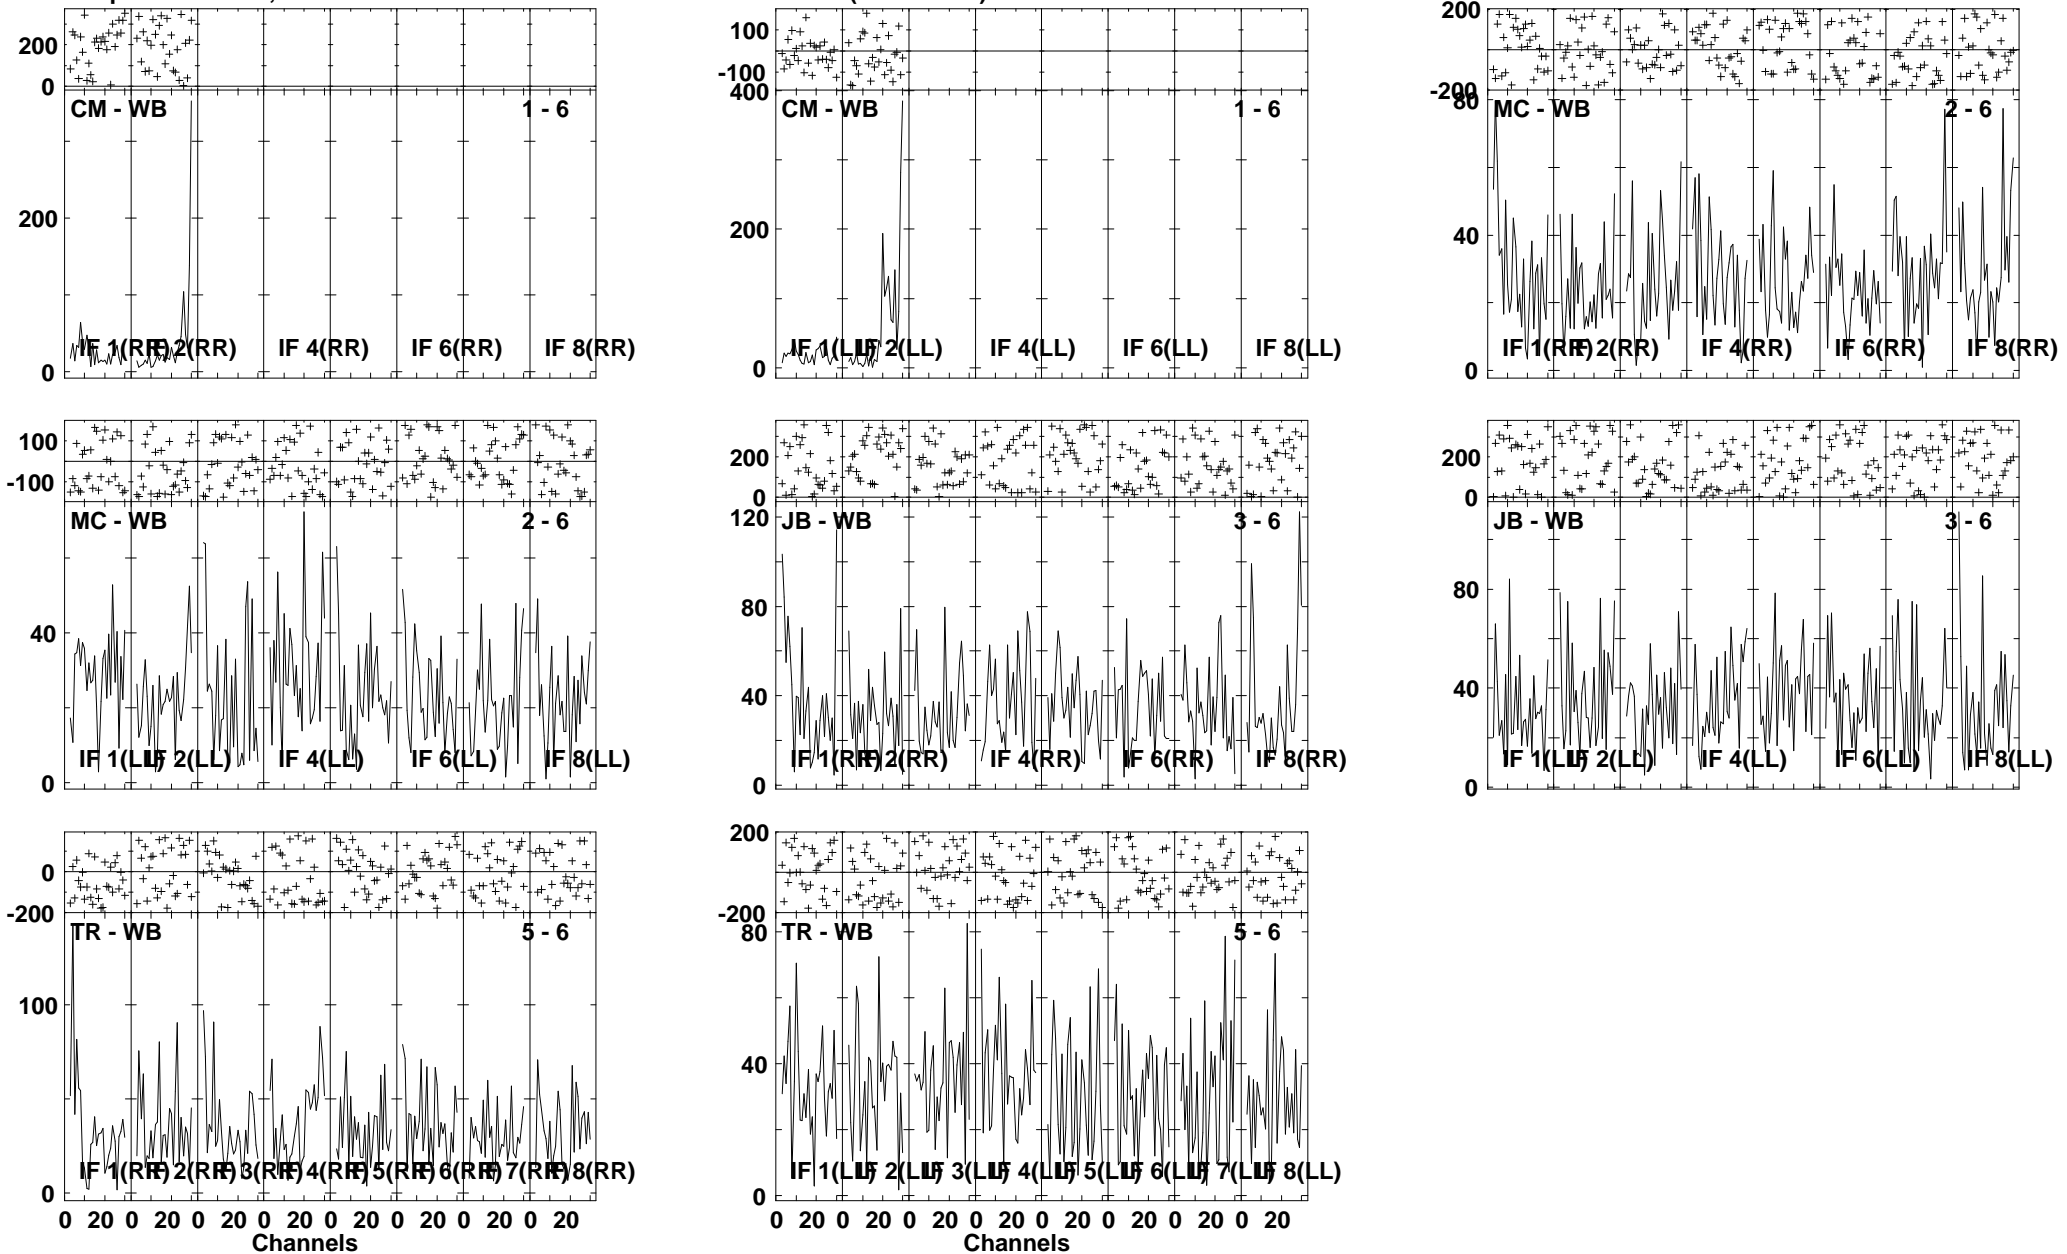 200
0
CM - WB 1 - 6
200
0
IF 1(RR) IF 2(RR) IF 4(RR) IF 6(RR) IF 8(RR)
100
-100
400
CM - WB 1 - 6
200
0
IF 1(LL) IF 2(LL) IF 4(LL) IF 6(LL) IF 8(LL)
200
-200
80
MC - WB 2 - 6
40
0
IF 1(RR) IF 2(RR) IF 4(RR) IF 6(RR) IF 8(RR)
100
-100
MC - WB 2 - 6
40
0
IF 1(LL) IF 2(LL) IF 4(LL) IF 6(LL) IF 8(LL)
200
0
120
JB - WB 3 - 6
80
40
0
IF 1(RR) IF 2(RR) IF 4(RR) IF 6(RR) IF 8(RR)
200
0
JB - WB 3 - 6
80
40
0
IF 1(LL) IF 2(LL) IF 4(LL) IF 6(LL) IF 8(LL)
0
-200
TR - WB 5 - 6
100
0
IF 1(RR) IF 2(RR) IF 3(RR) IF 4(RR) IF 5(RR) IF 6(RR) IF 7(RR) IF 8(RR)
0 20 0 20 0 20 0 20 0 20 0 20 0 20 0 20
Channels
200
-200
80
TR - WB 5 - 6
40
0
IF 1(LL) IF 2(LL) IF 3(LL) IF 4(LL) IF 5(LL) IF 6(LL) IF 7(LL) IF 8(LL)
0 20 0 20 0 20 0 20 0 20 0 20 0 20 0 20
Channels